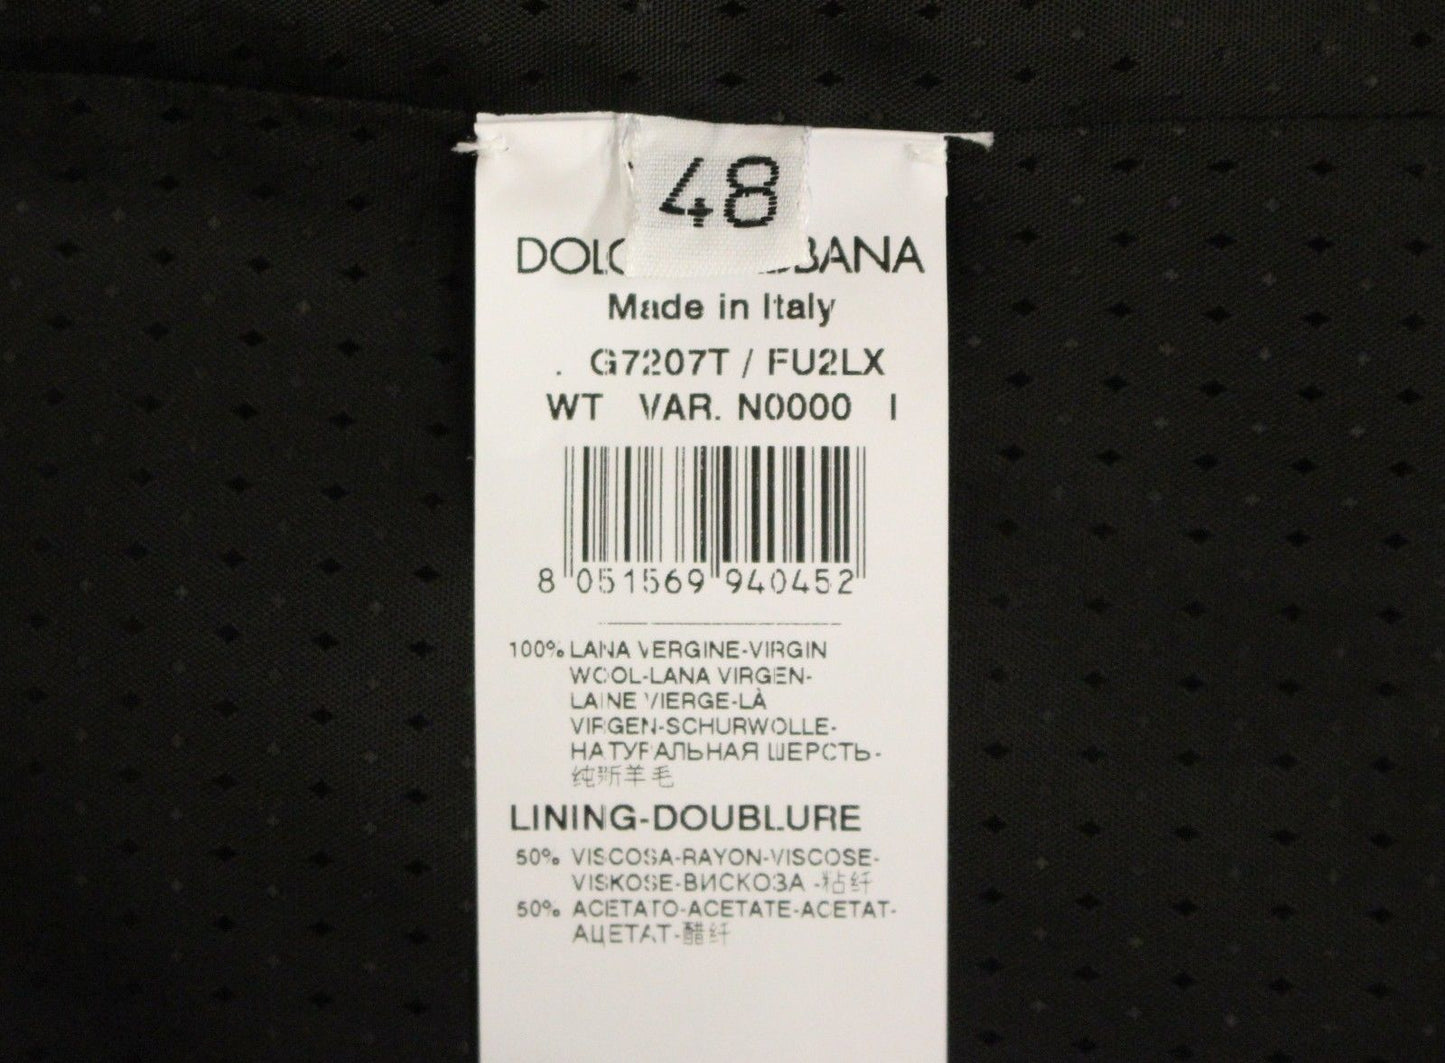 48
DOLC BANA
Made in Italy
. G7207T / FU2LX
WT VAR. N0000 I
8 051569 940452
100% LANA VERGINE-VIRGIN
WOOL-LANA VIRGEN-
LAINE VIERGE-LÀ
VIRGEN-SCHURWOLLE-
НАТУРАЛЬНАЯ ШЕРСТЬ-
纯新羊毛
LINING-DOUBLURE
50% VISCOSA-RAYON-VISCOSE-
VISKOSE-ВИСКОЗА -粘纤
50% ACETATO-ACETATE-ACETAT-
АЦЕТАТ-醋纤